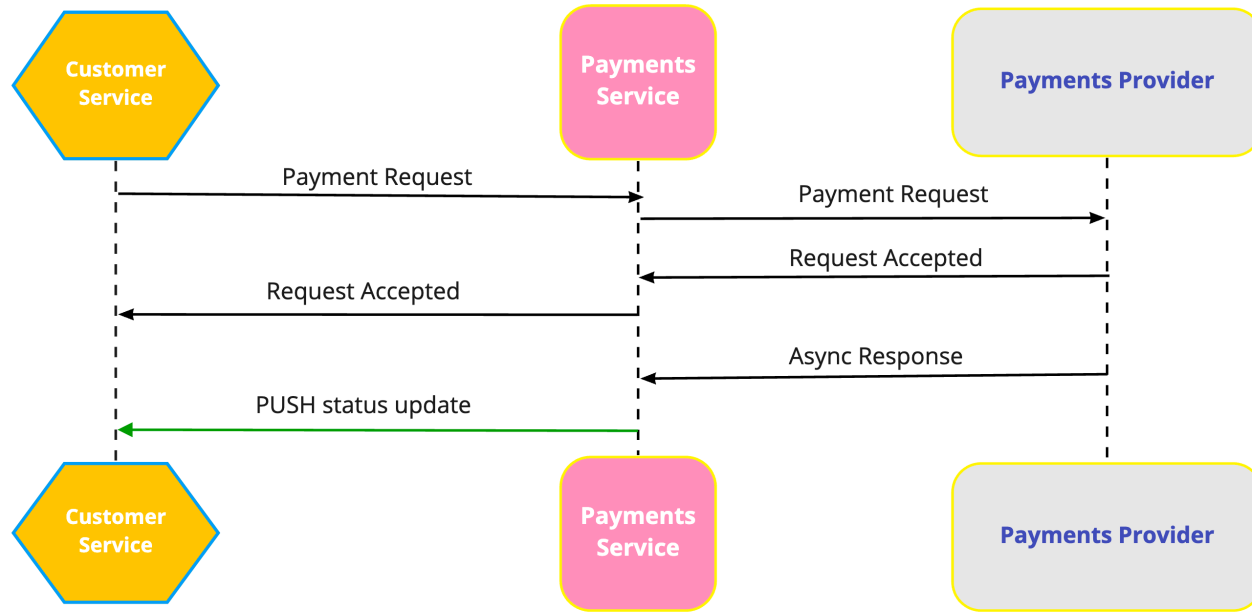 Customer
Service
Payments
Service
Payments Provider
Payment Request
Payment Request
Request Accepted
Request Accepted
Async Response
PUSH status update
Customer
Service
Payments
Service
Payments Provider